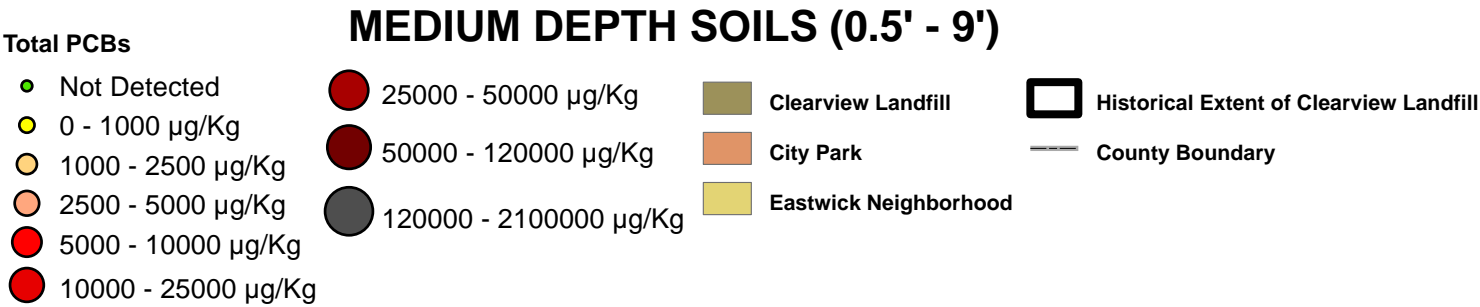 MEDIUM DEPTH SOILS (0.5' - 9')
Total PCBs
Not Detected
0 - 1000 µg/Kg
1000 - 2500 µg/Kg
2500 - 5000 µg/Kg
5000 - 10000 µg/Kg
10000 - 25000 µg/Kg
25000 - 50000 µg/Kg
50000 - 120000 µg/Kg
120000 - 2100000 µg/Kg
Clearview Landfill
City Park
Eastwick Neighborhood
Historical Extent of Clearview Landfill
County Boundary